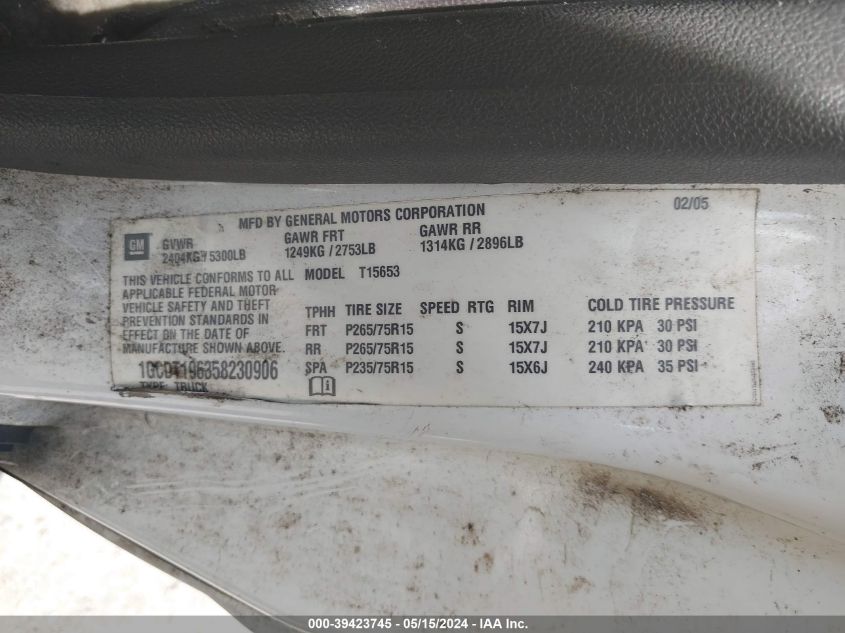 MFD BY GENERAL MOTORS CORPORATION 02/05
GM
GVWR GAWR FRT GAWR RR
2404KG / 5300LB 1249KG / 2753LB 1314KG / 2896LB
THIS VEHICLE CONFORMS TO ALL
APPLICABLE FEDERAL MOTOR
VEHICLE SAFETY AND THEFT
PREVENTION STANDARDS IN
EFFECT ON THE DATE OF
MANUFACTURE SHOWN ABOVE.
1GCDT196358230906
TYPE: TRUCK
MODEL T15653
TPHH TIRE SIZE SPEED RTG RIM COLD TIRE PRESSURE
FRT P265/75R15 S 15X7J 210 KPA 30 PSI
RR P265/75R15 S 15X7J 210 KPA 30 PSI
SPA P235/75R15 S 15X6J 240 KPA 35 PSI
000-39423745 - 05/15/2024 - IAA Inc.